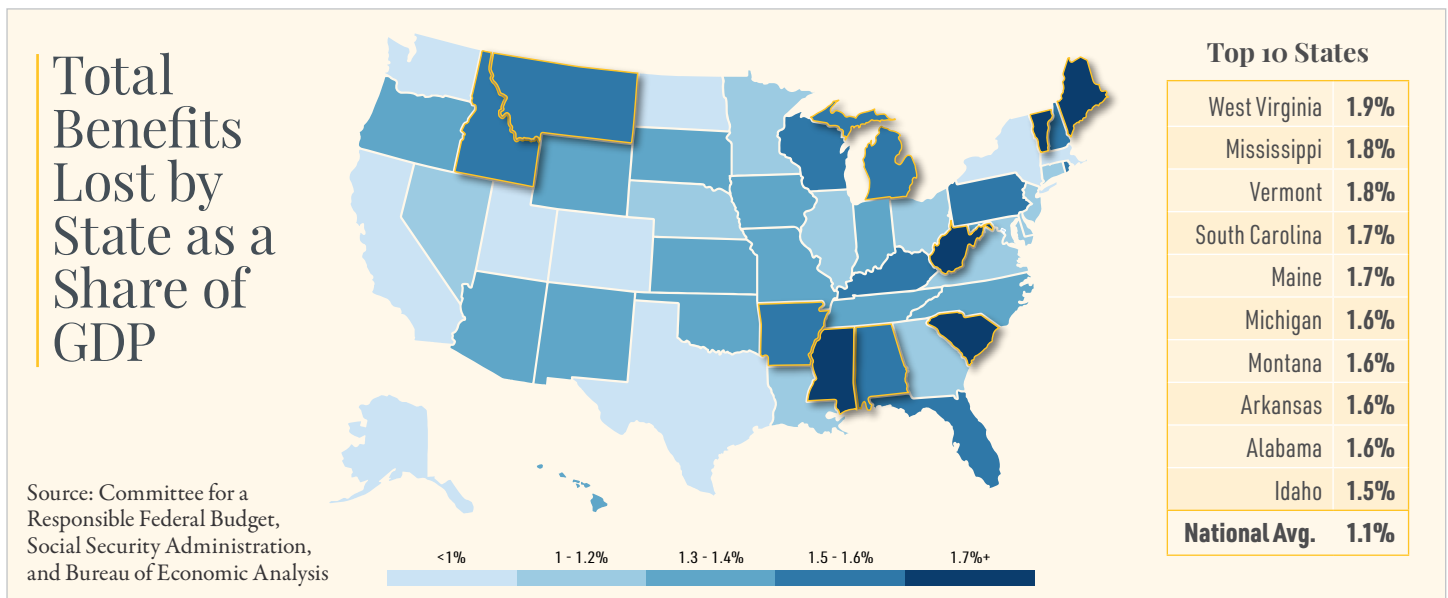 Total
Benefits
Lost by
State as a
Share of
GDP
Source: Committee for a
Responsible Federal Budget,
Social Security Administration,
and Bureau of Economic Analysis
<1%
1 - 1.2%
1.3 - 1.4%
1.5 - 1.6%
1.7%+
Top 10 States
West Virginia 1.9%
Mississippi 1.8%
Vermont 1.8%
South Carolina 1.7%
Maine 1.7%
Michigan 1.6%
Montana 1.6%
Arkansas 1.6%
Alabama 1.6%
Idaho 1.5%
National Avg. 1.1%